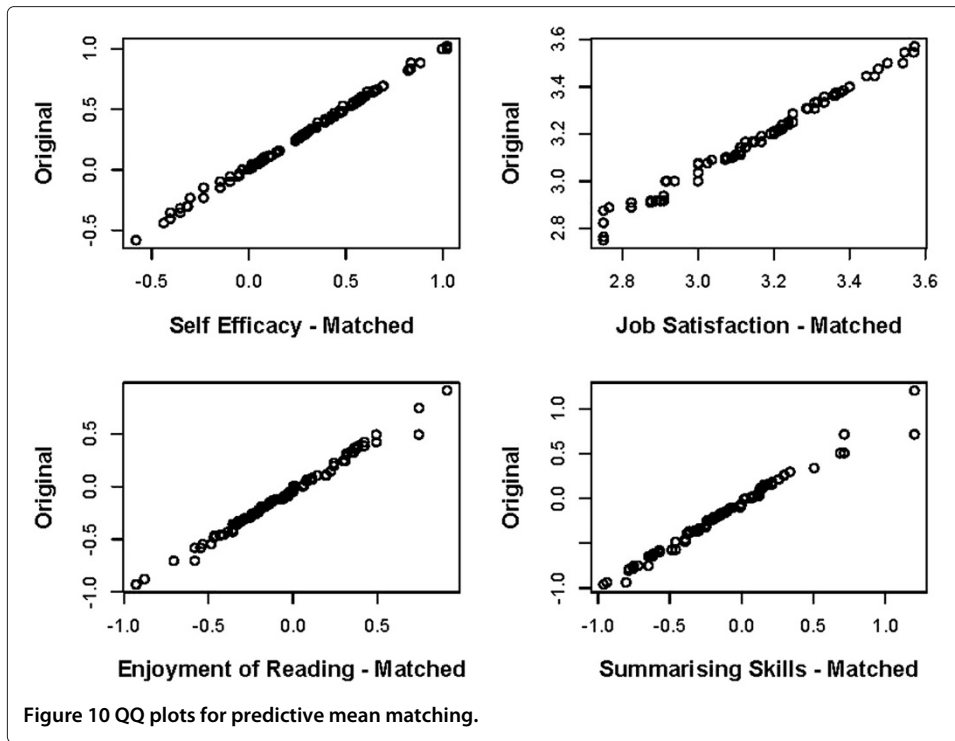 Original
1.0
0.5
0.0
-0.5
-0.5 0.0 0.5 1.0
Self Efficacy - Matched
Original
3.6
3.4
3.2
3.0
2.8
2.8 3.0 3.2 3.4 3.6
Job Satisfaction - Matched
Original
0.5
0.0
-0.5
-1.0
-1.0 -0.5 0.0 0.5
Enjoyment of Reading - Matched
Original
1.0
0.5
0.0
-1.0
-1.0 -0.5 0.0 0.5 1.0
Summarising Skills - Matched
Figure 10 QQ plots for predictive mean matching.